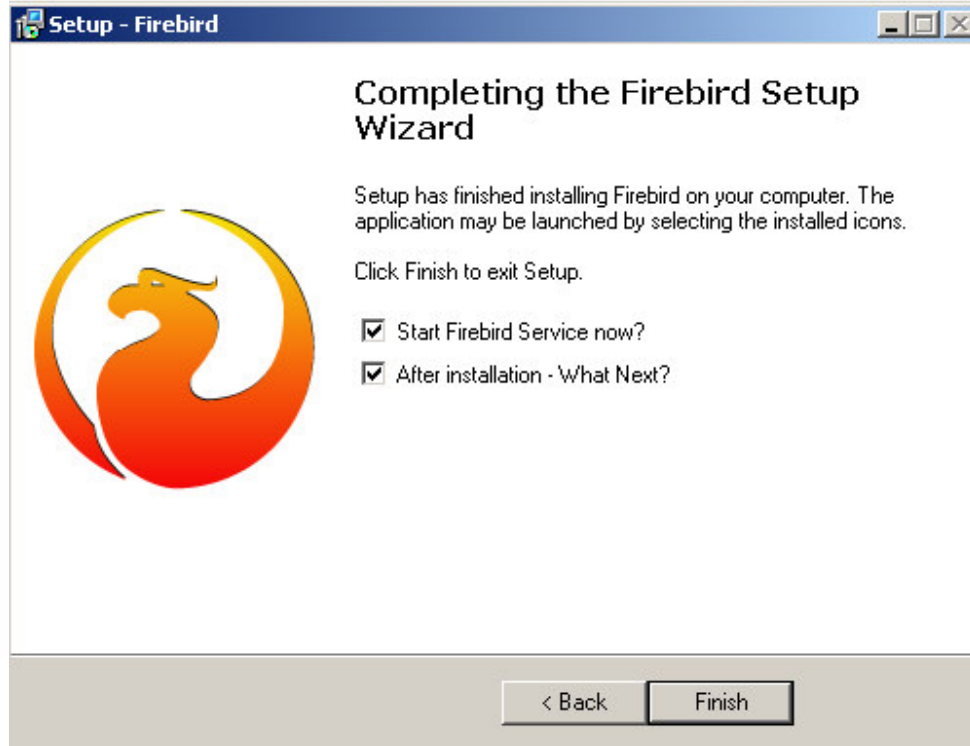 Setup - Firebird
Completing the Firebird Setup
Wizard
Setup has finished installing Firebird on your computer. The
application may be launched by selecting the installed icons.
Click Finish to exit Setup.
Start Firebird Service now?
After installation - What Next?
< Back
Finish